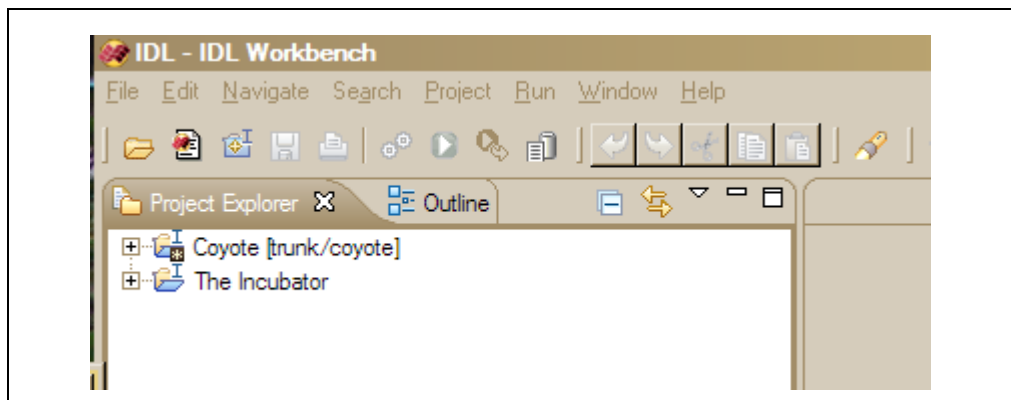 IDL - IDL Workbench
File Edit Navigate Search Project Run Window Help
Project Explorer Outline
Coyote [trunk/coyote]
The Incubator